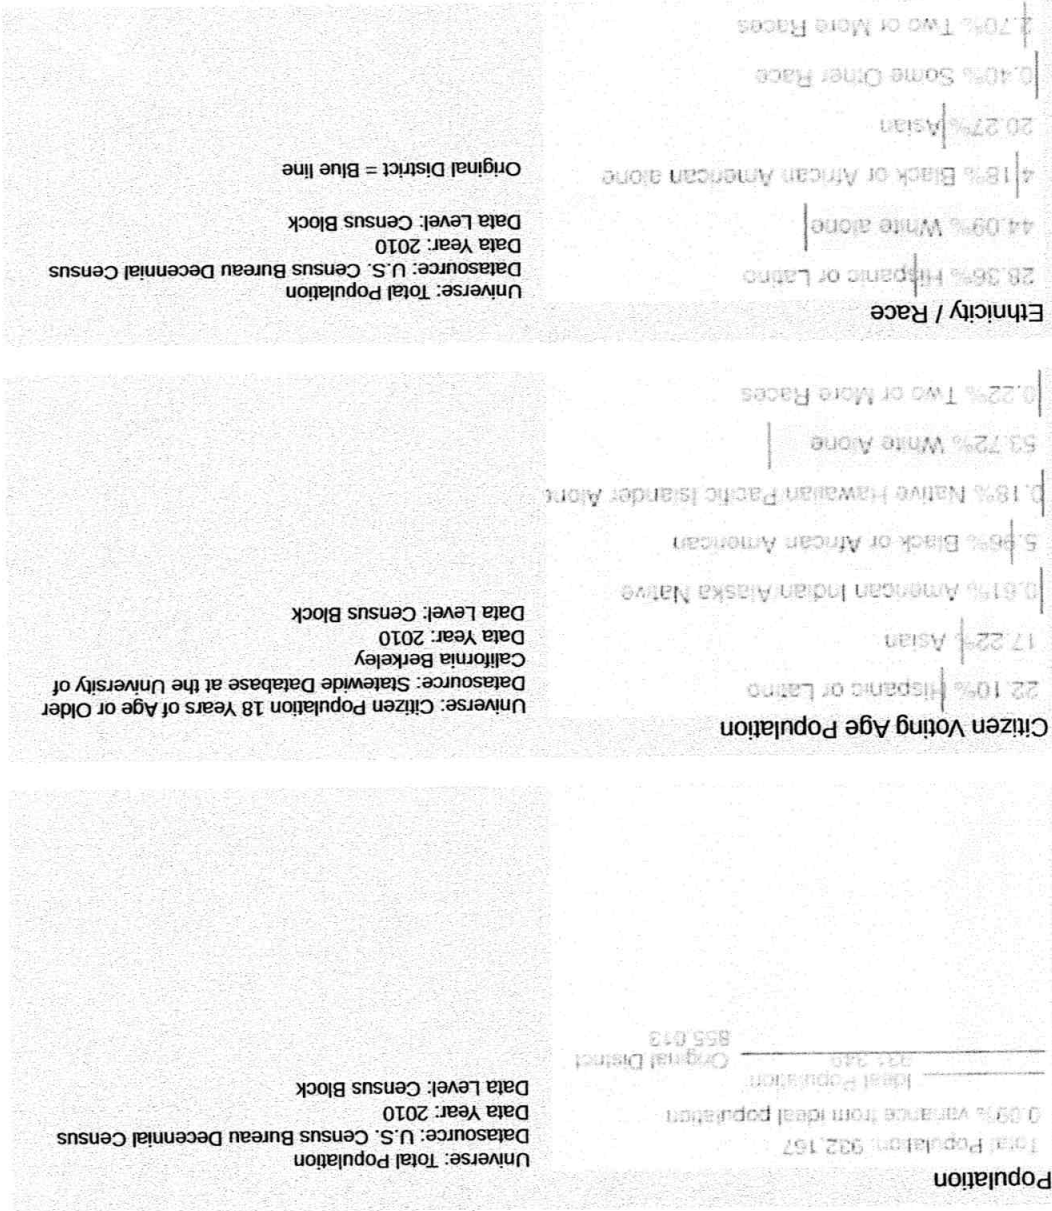 Population
Total Population: 932,167
0.09% variance from ideal population
Ideal Population
931,349
Original District
855,013
Universe: Total Population
Datasource: U.S. Census Bureau Decennial Census
Data Year: 2010
Data Level: Census Block
Citizen Voting Age Population
22.10% Hispanic or Latino
17.22% Asian
0.61% American Indian Alaska Native
5.96% Black or African American
0.18% Native Hawaiian Pacific Islander Alone
53.72% White Alone
0.22% Two or More Races
Universe: Citizen Population 18 Years of Age or Older
Datasource: Statewide Database at the University of
California Berkeley
Data Year: 2010
Data Level: Census Block
Ethnicity / Race
28.36% Hispanic or Latino
44.09% White alone
4.18% Black or African American alone
20.27% Asian
0.40% Some Other Race
2.70% Two or More Races
Universe: Total Population
Datasource: U.S. Census Bureau Decennial Census
Data Year: 2010
Data Level: Census Block
Original District = Blue line